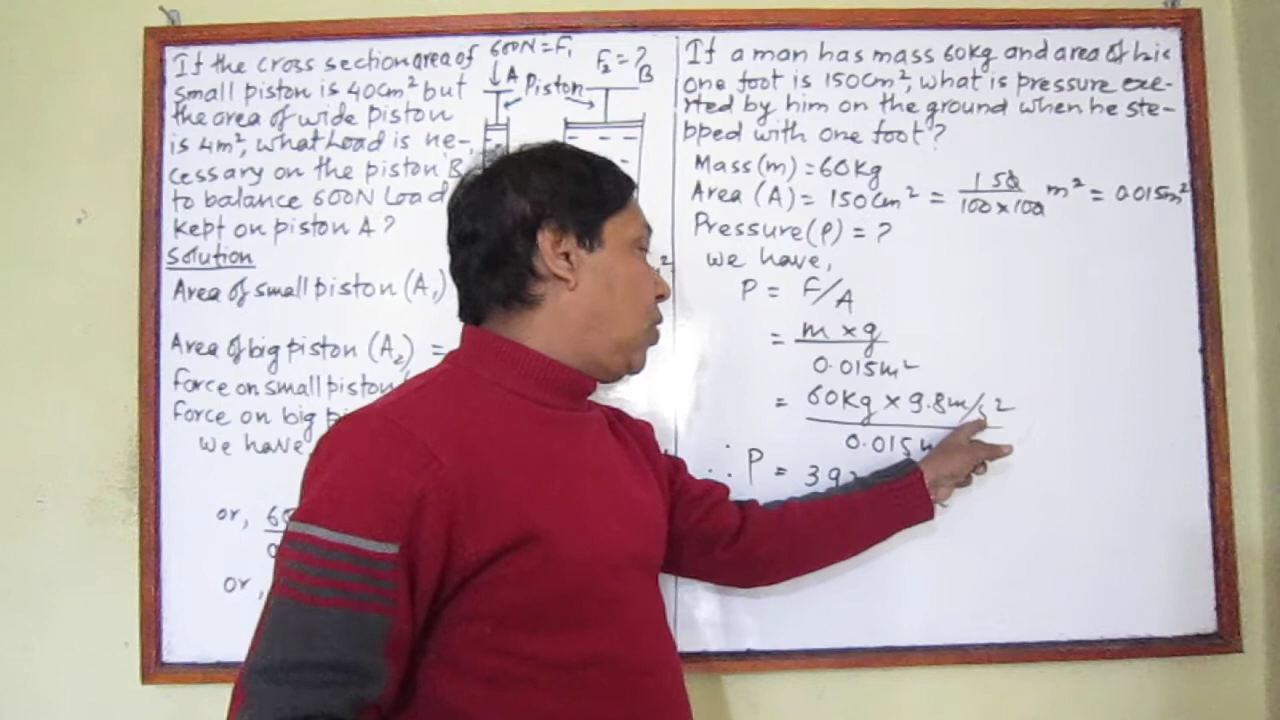 If the cross section area of
small piston is 40cm² but
the area of wide piston
is 4m², what Load is ne-
cessary on the piston B
to balance 600N Load
kept on piston A?
Solution
Area of small piston (A₁)
Area of big piston (A₂) =
force on small piston
force on big
we have,
or,
or,
600N = F₁
F₂ = ?
A
B
Piston
If a man has mass 60kg and area of his
one foot is 150cm², what is pressure exe-
rted by him on the ground when he ste-
pped with one foot?
Mass (m) = 60kg
Area (A) = 150cm² = 150/100×100 m² = 0.015m²
Pressure (P) = ?
we have,
P = F/A
= m×g/0.015m²
= 60kg × 9.8m/s²/0.015
∴ P = 392